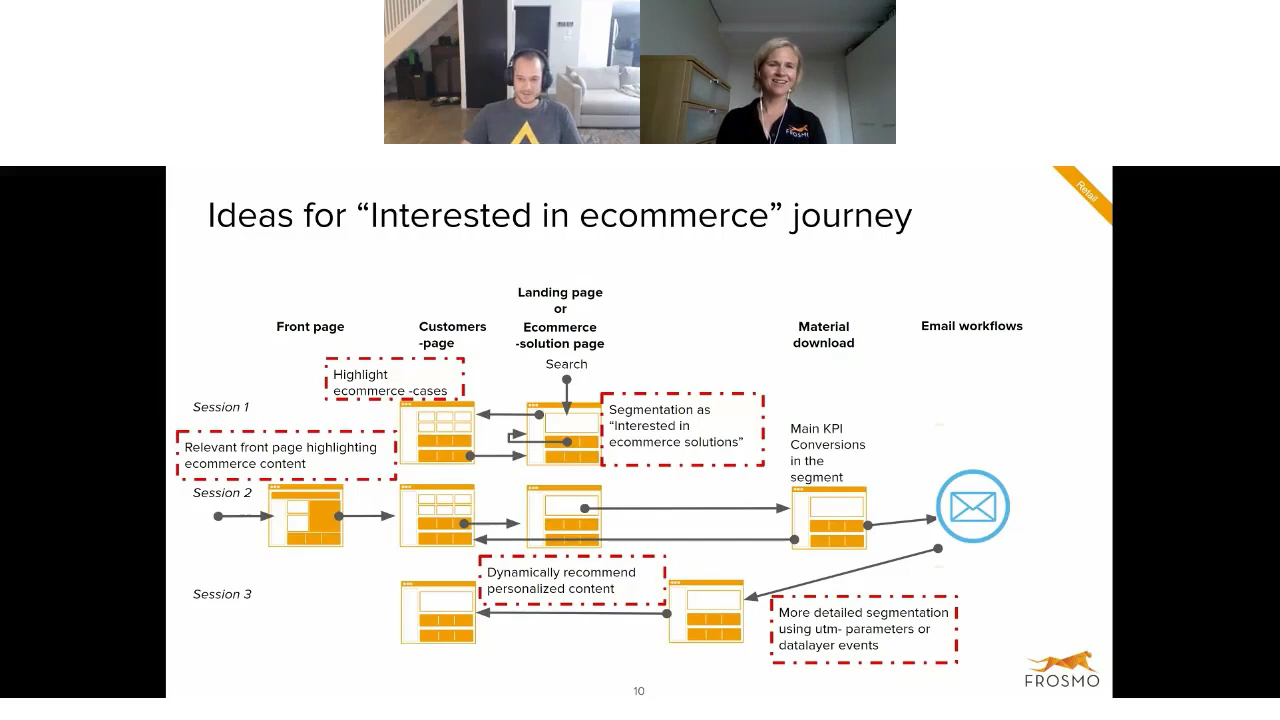 FROSMO
Retail
Ideas for “Interested in ecommerce” journey
Landing page
or
Ecommerce
-solution page
Front page
Customers
-page
Material
download
Email workflows
Search
Highlight
ecommerce -cases
Session 1
Segmentation as
“Interested in
ecommerce solutions”
Relevant front page highlighting
ecommerce content
Main KPI
Conversions
in the
segment
Session 2
Dynamically recommend
personalized content
Session 3
More detailed segmentation
using utm- parameters or
datalayer events
FROSMO
10